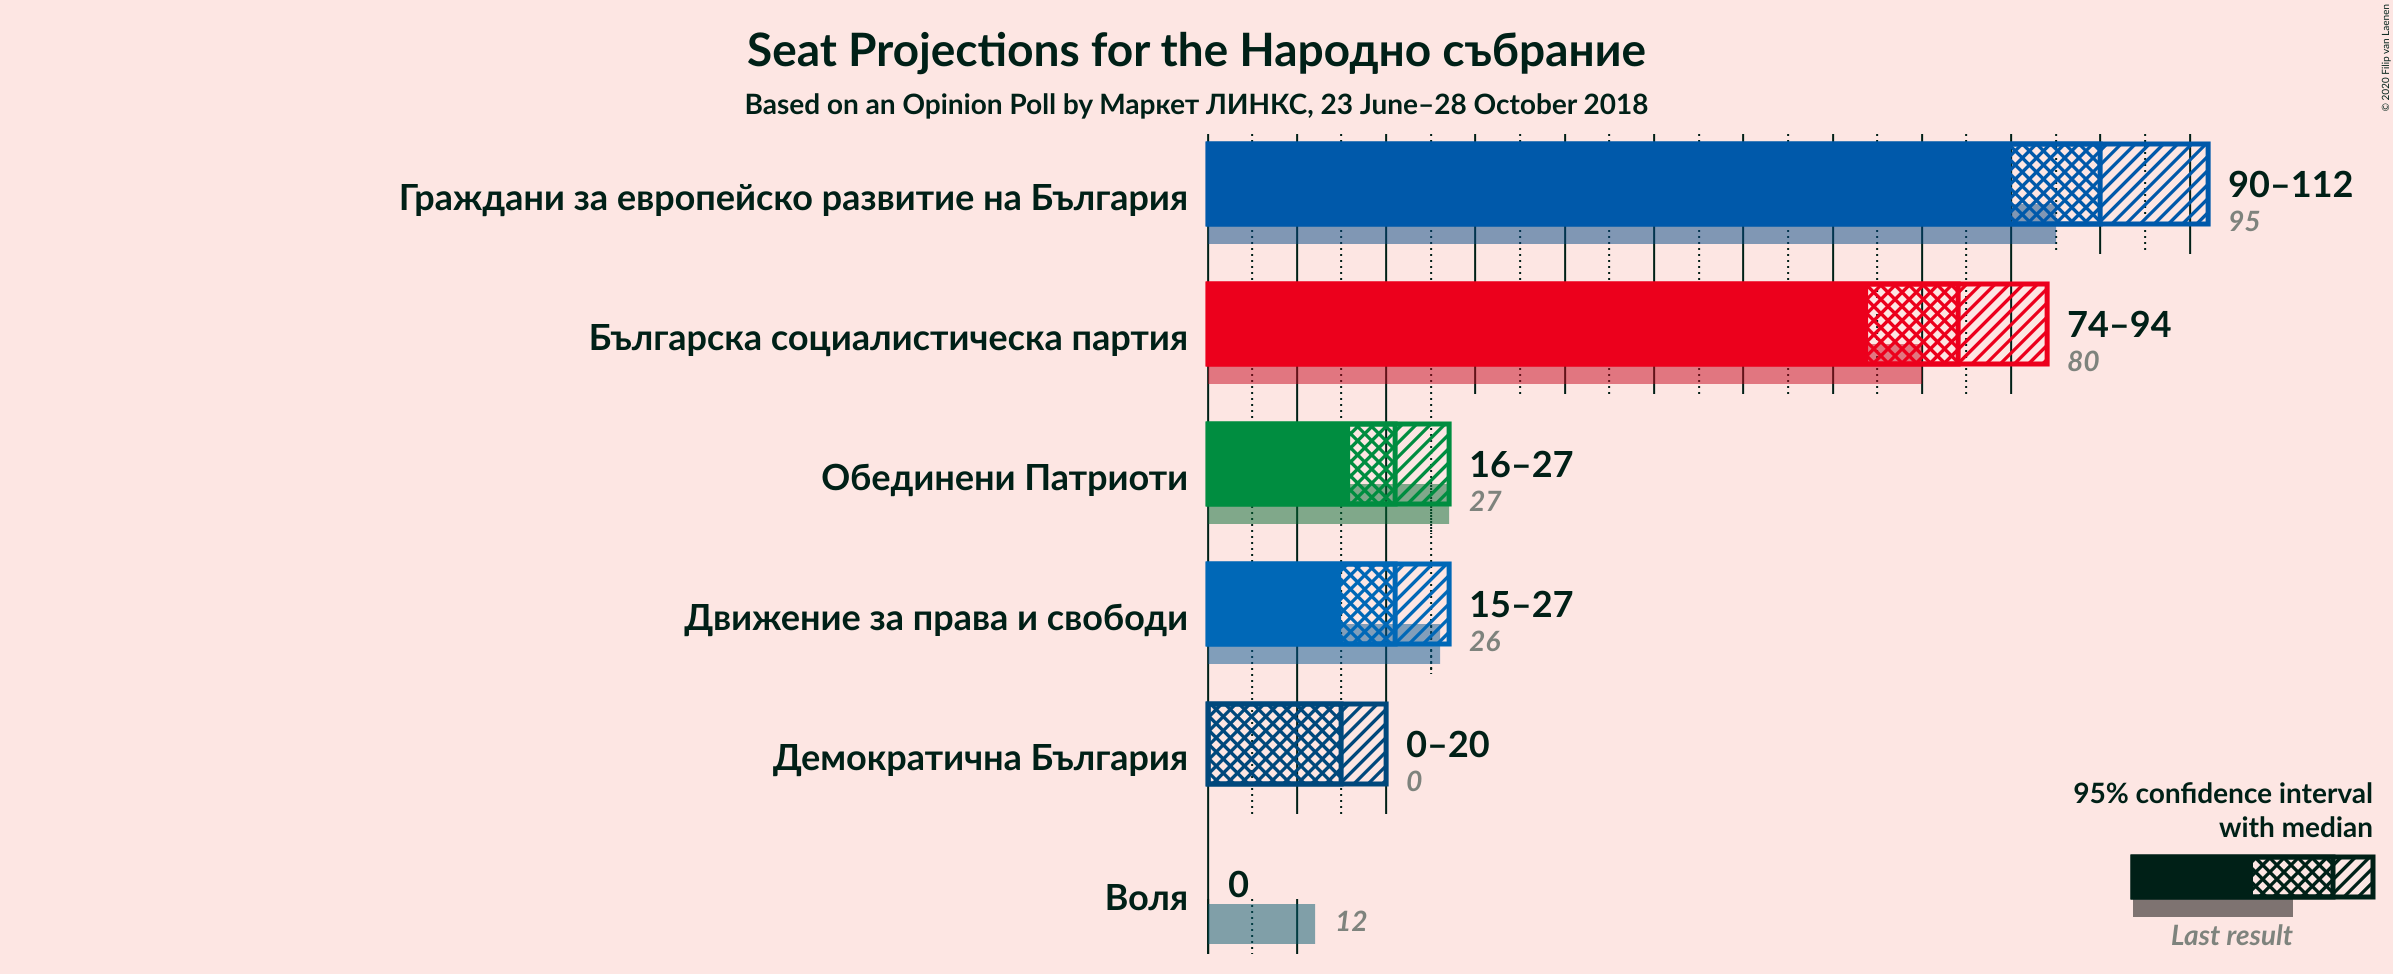 Seat Projections for the Народно събрание
Based on an Opinion Poll by Маркет ЛИНКС, 23 June–28 October 2018
© 2020 Filip van Laenen
Граждани за европейско развитие на България
90–112
95
Българска социалистическа партия
74–94
80
Обединени Патриоти
16–27
27
Движение за права и свободи
15–27
26
Демократична България
0–20
0
Воля
0
12
95% confidence interval
with median
Last result